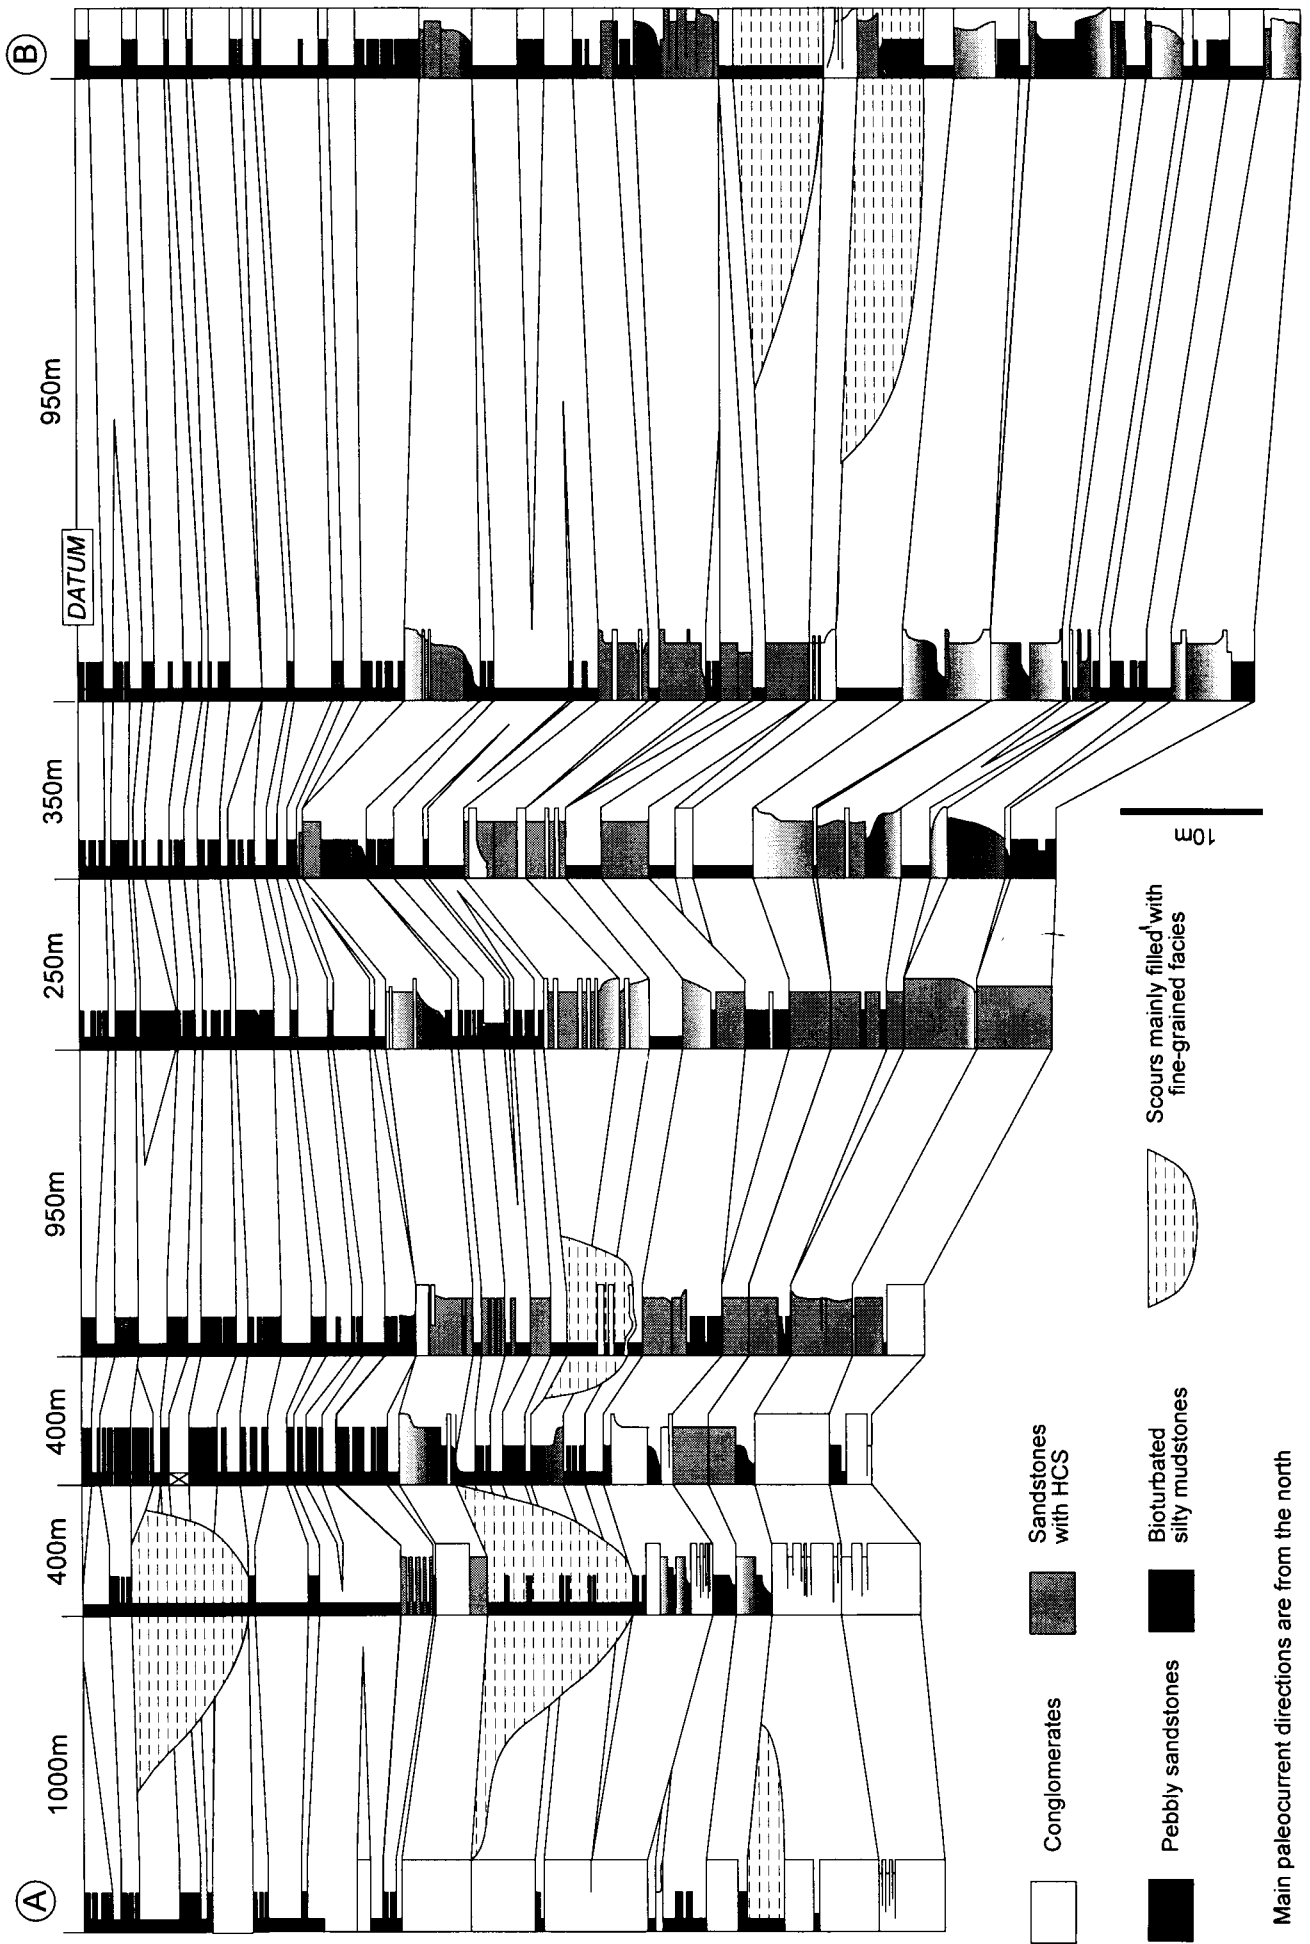 A
1000m
400m
400m
950m
250m
350m
DATUM
950m
B
Conglomerates
Sandstones
with HCS
Scours mainly filled with
fine-grained facies
10m
Pebbly sandstones
Bioturbated
silty mudstones
Main paleocurrent directions are from the north